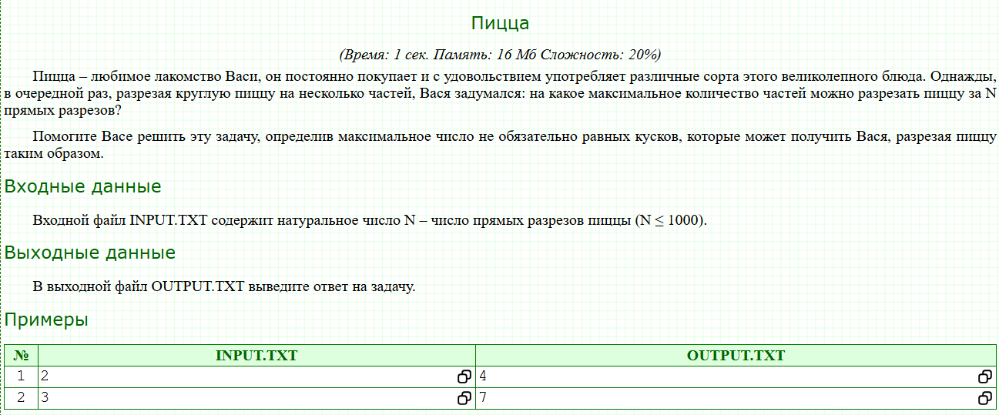 Пицца
(Время: 1 сек. Память: 16 Мб Сложность: 20%)
Пицца – любимое лакомство Васи, он постоянно покупает и с удовольствием употребляет различные сорта этого великолепного блюда. Однажды,
в очередной раз, разрезая круглую пиццу на несколько частей, Вася задумался: на какое максимальное количество частей можно разрезать пиццу за N
прямых разрезов?
Помогите Васе решить эту задачу, определив максимальное число не обязательно равных кусков, которые может получить Вася, разрезая пиццу
таким образом.
Входные данные
Входной файл INPUT.TXT содержит натуральное число N – число прямых разрезов пиццы (N ≤ 1000).
Выходные данные
В выходной файл OUTPUT.TXT выведите ответ на задачу.
Примеры
№ INPUT.TXT OUTPUT.TXT
1 2 4
2 3 7